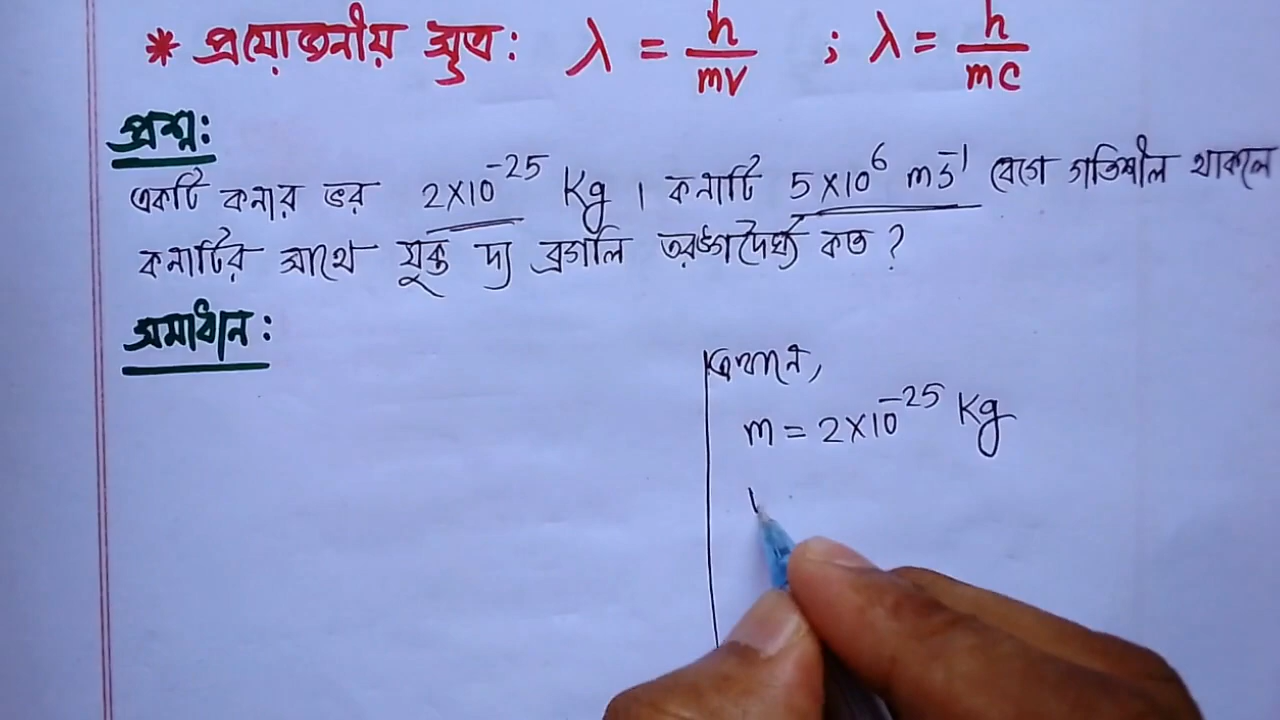 * প্রয়োজনীয় সূত্র: λ = h/mv ; λ = h/mc
প্রশ্ন:
একটি কনার ভর 2×10⁻²⁵ Kg । কনাটি 5×10⁶ ms⁻¹ বেগে গতিশীল থাকলে
কনাটির সাথে যুক্ত দ্য ব্রগলি তরঙ্গদৈর্ঘ্য কত ?
সমাধান:
এখানে,
m = 2×10⁻²⁵ Kg